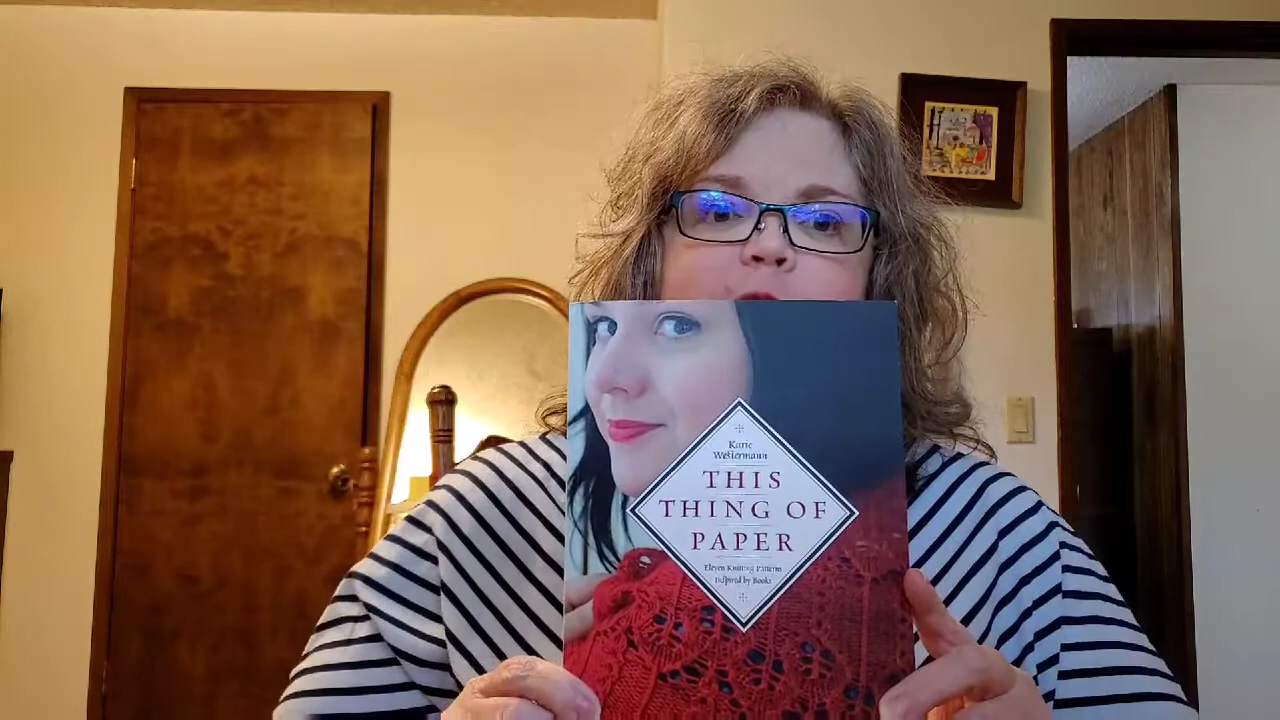 Karie
Westermann
THIS
THING OF
PAPER
Eleven Knitting Patterns
Inspired by Books